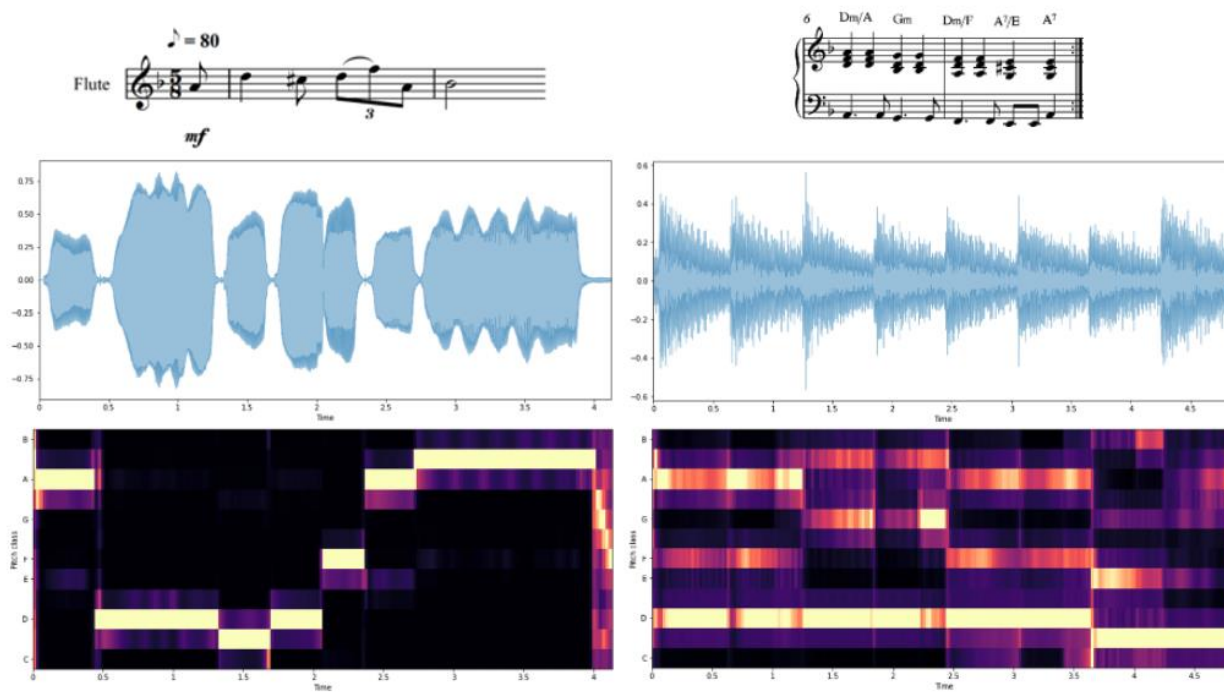 ♪ = 80
Flute
5
8
3
mf
6 Dm/A Gm Dm/F A⁷/E A⁷
0.75
0.50
0.25
0.00
−0.25
−0.50
−0.75
0 0.5 1 1.5 2 2.5 3 3.5 4
Time
0.6
0.4
0.2
0.0
−0.2
−0.4
−0.6
0 0.5 1 1.5 2 2.5 3 3.5 4 4.5
Time
B
A
G
F
E
D
C
Pitch class
0 0.5 1 1.5 2 2.5 3 3.5 4
Time
B
A
G
F
E
D
C
Pitch class
0 0.5 1 1.5 2 2.5 3 3.5 4 4.5
Time